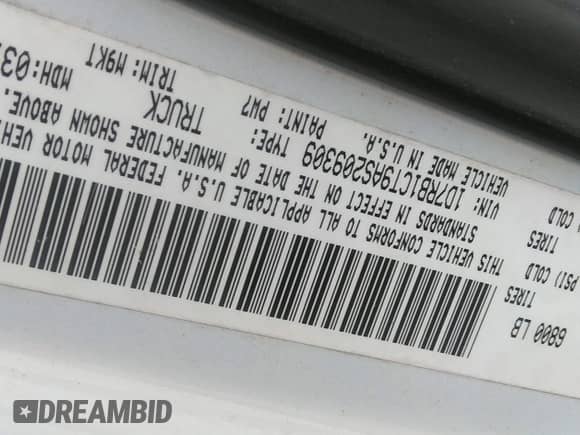 6800 LB
TIRES
PSI) COLD
TIRES
COLD
THIS VEHICLE CONFORMS TO ALL APPLICABLE U.S.A. FEDERAL MOTOR
STANDARDS IN EFFECT ON THE DATE OF MANUFACTURE SHOWN ABOVE.
VIN: 1D7RB1CT9AS209309 TYPE: TRUCK MDH:03
VEHICLE MADE IN U.S.A. PAINT: PW7 TRIM: M9KT
DREAMBID